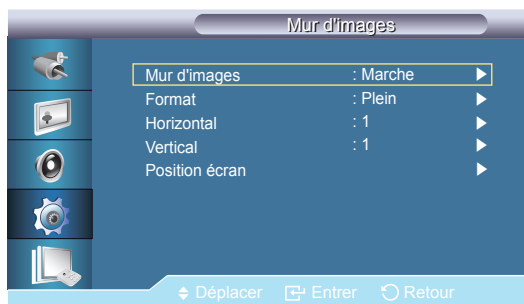 Mur d'images
Mur d'images : Marche
Format : Plein
Horizontal : 1
Vertical : 1
Position écran
Déplacer Entrer Retour